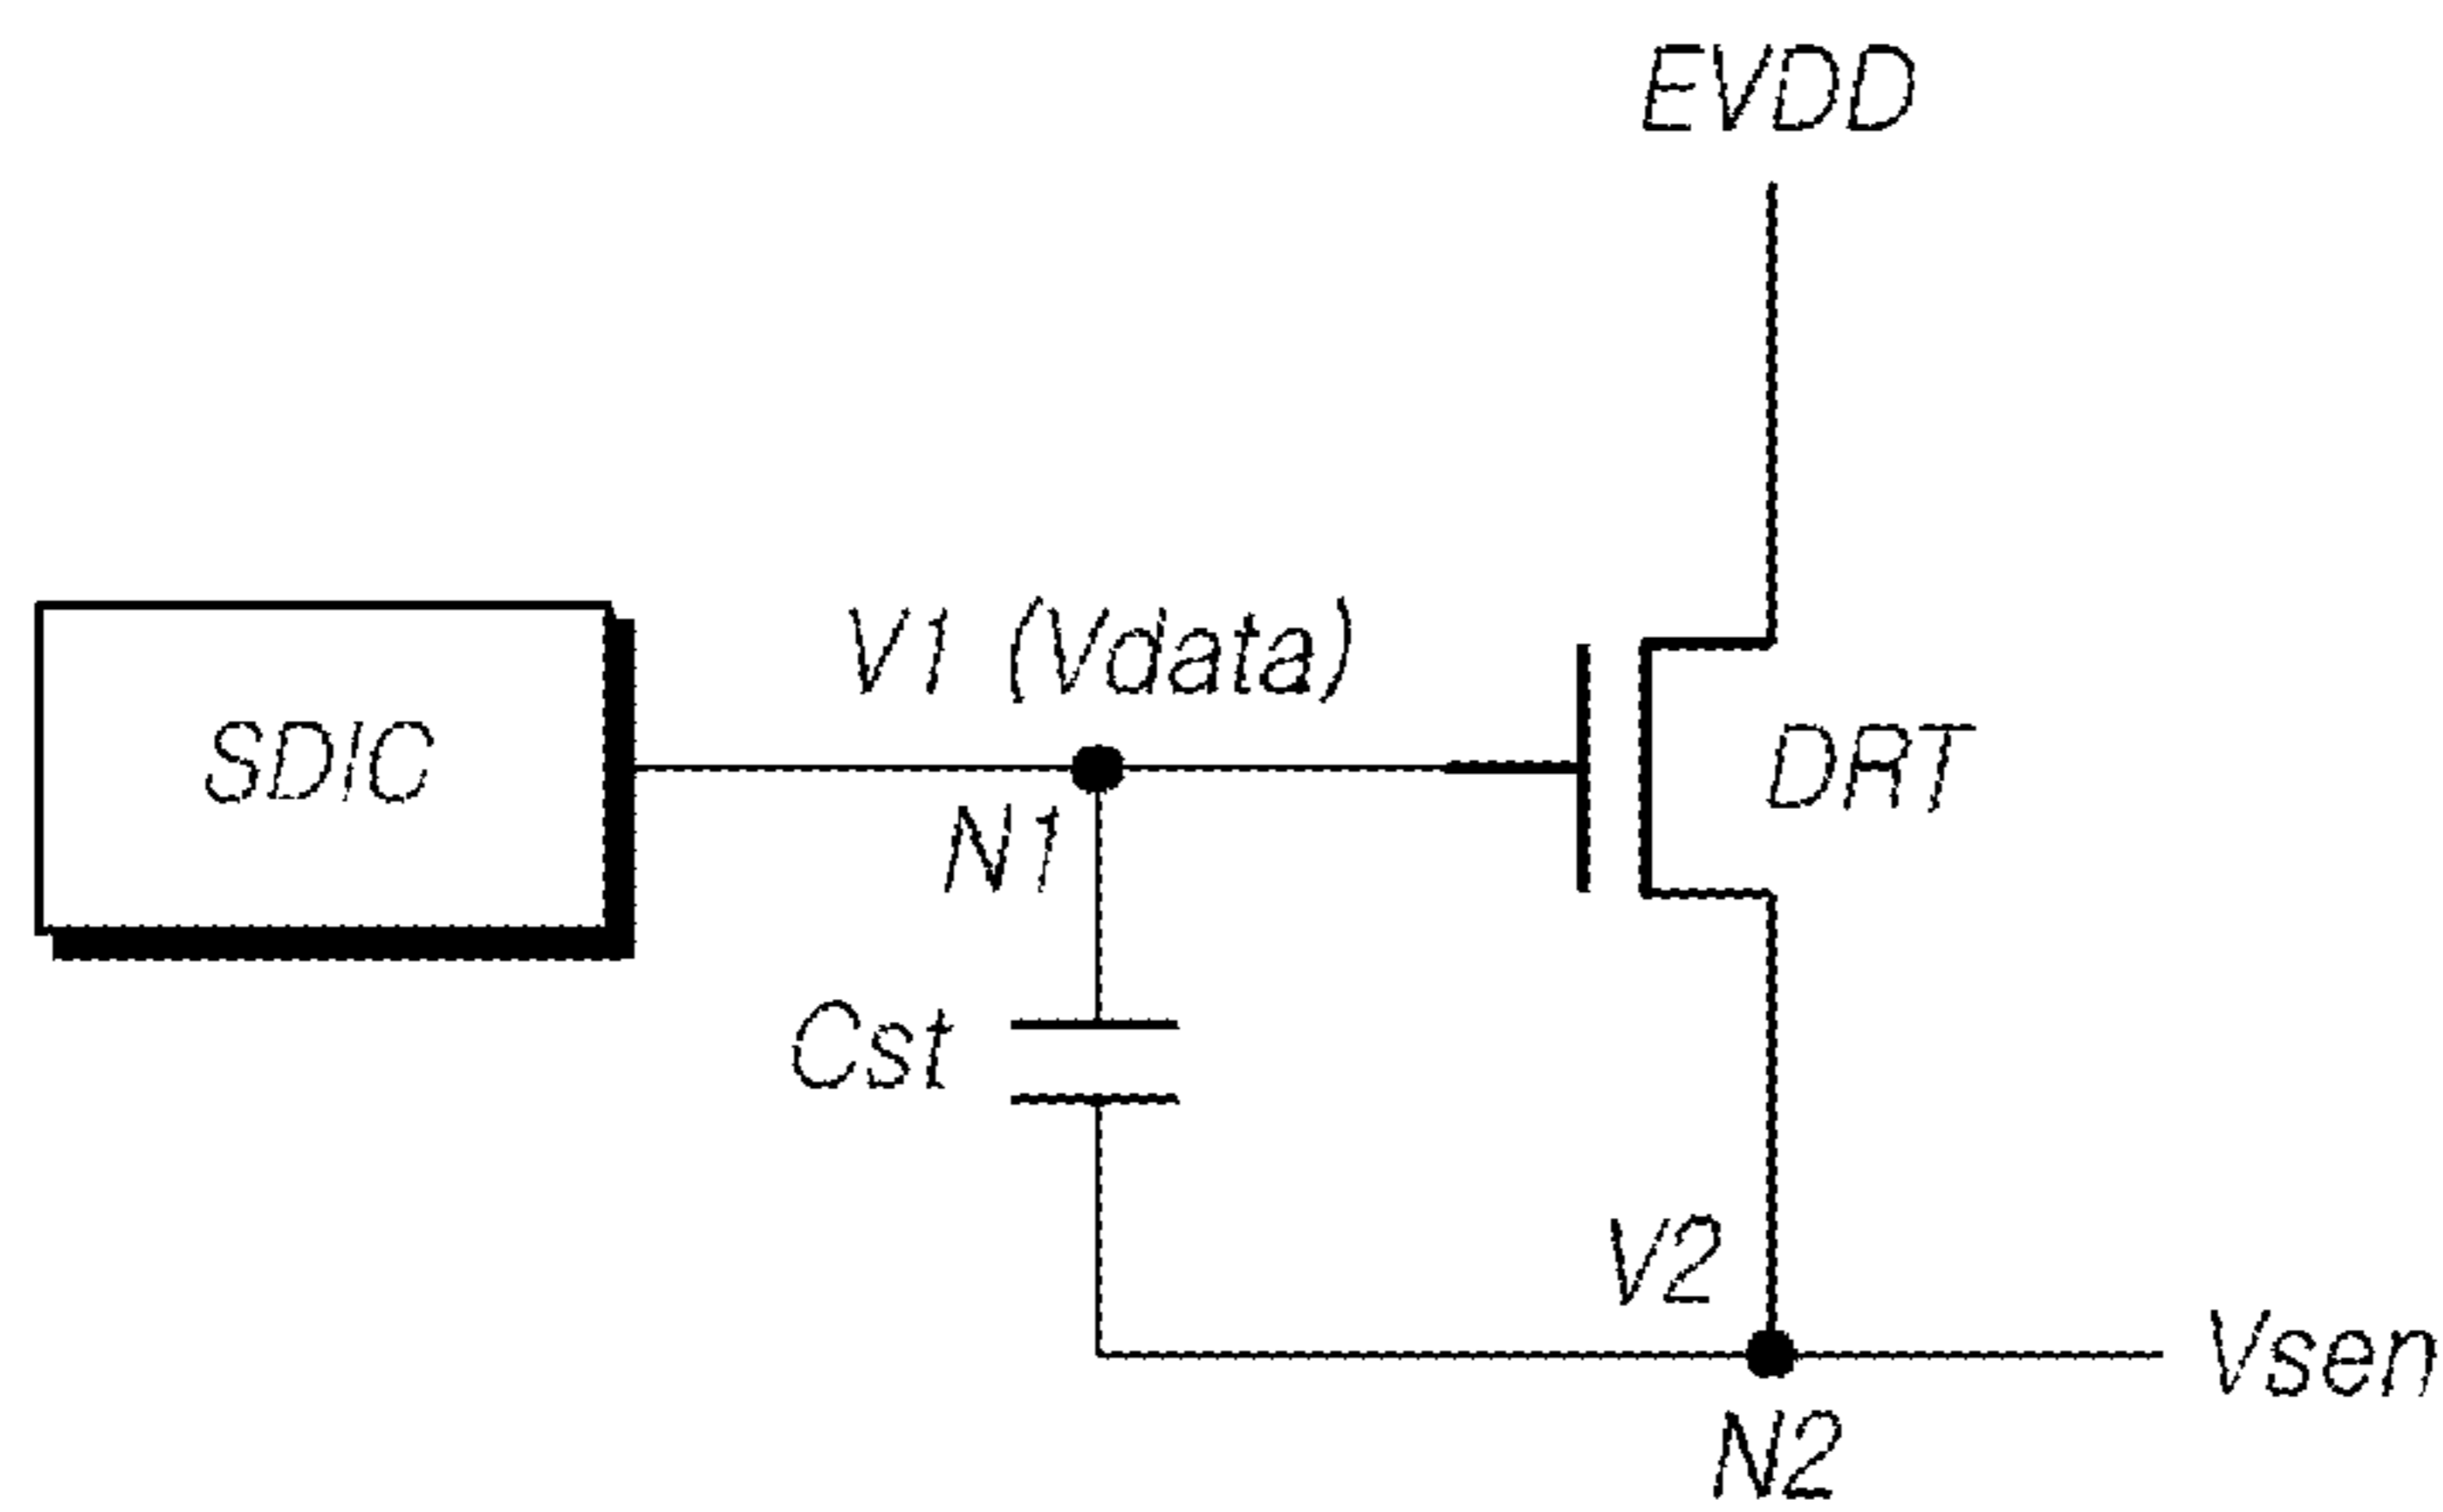 EVDD
V1 (Vdata)
SDIC
DRT
N1
Cst
V2
Vsen
N2